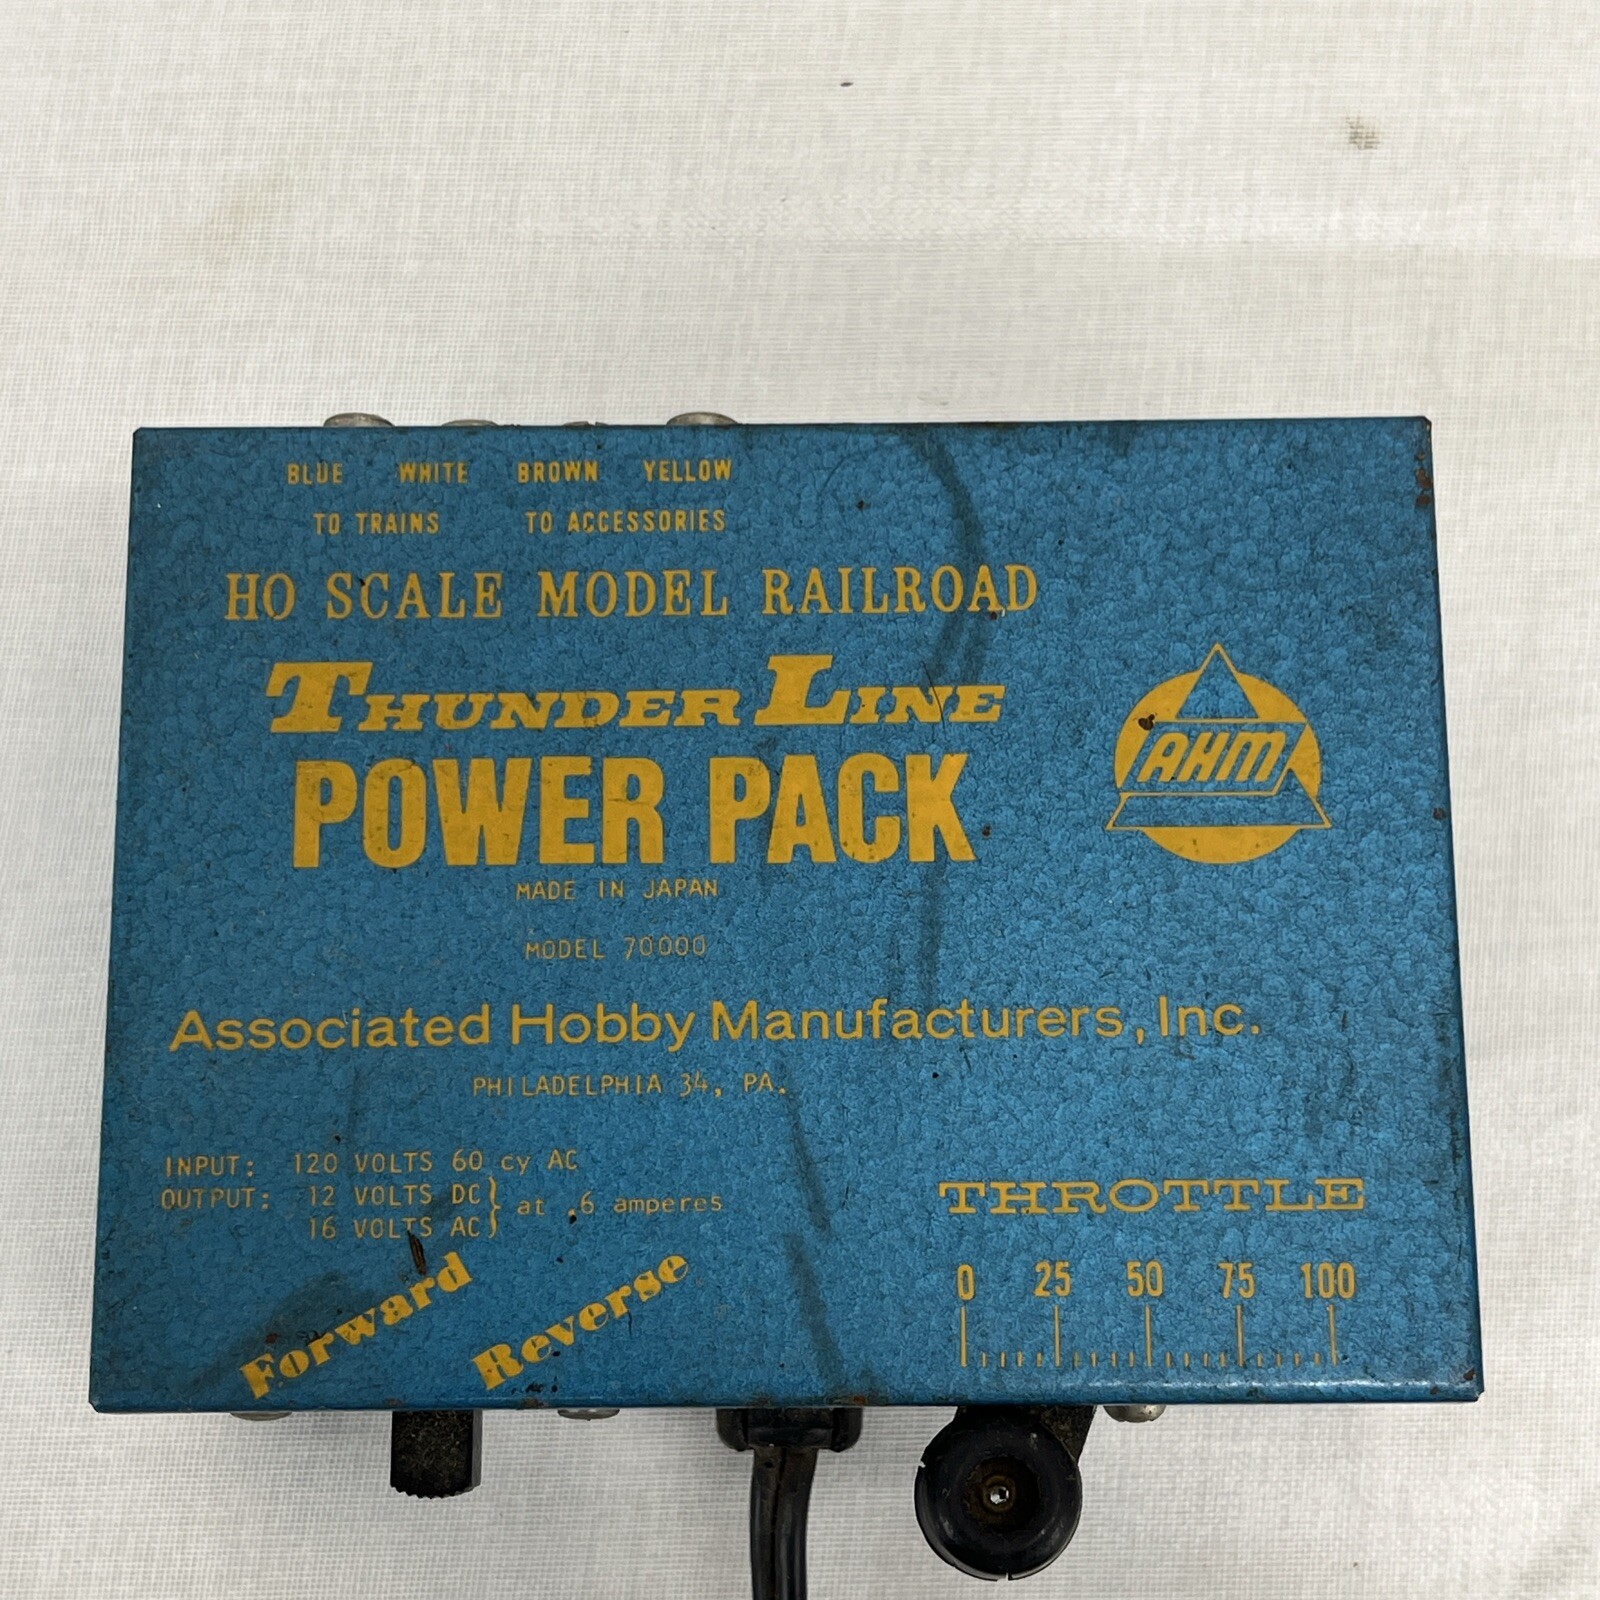 BLUE WHITE BROWN YELLOW
TO TRAINS TO ACCESSORIES
HO SCALE MODEL RAILROAD
THUNDER LINE
POWER PACK
AHM
MADE IN JAPAN
MODEL 70000
Associated Hobby Manufacturers, Inc.
PHILADELPHIA 34, PA.
INPUT: 120 VOLTS 60 cy AC
OUTPUT: 12 VOLTS DC
16 VOLTS AC} at .6 amperes
Forward Reverse
THROTTLE
0 25 50 75 100